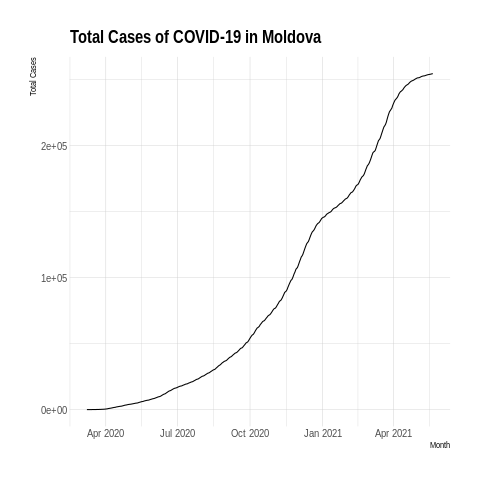 Total Cases of COVID-19 in Moldova
Total Cases
2e+05
1e+05
0e+00
Apr 2020 Jul 2020 Oct 2020 Jan 2021 Apr 2021
Month